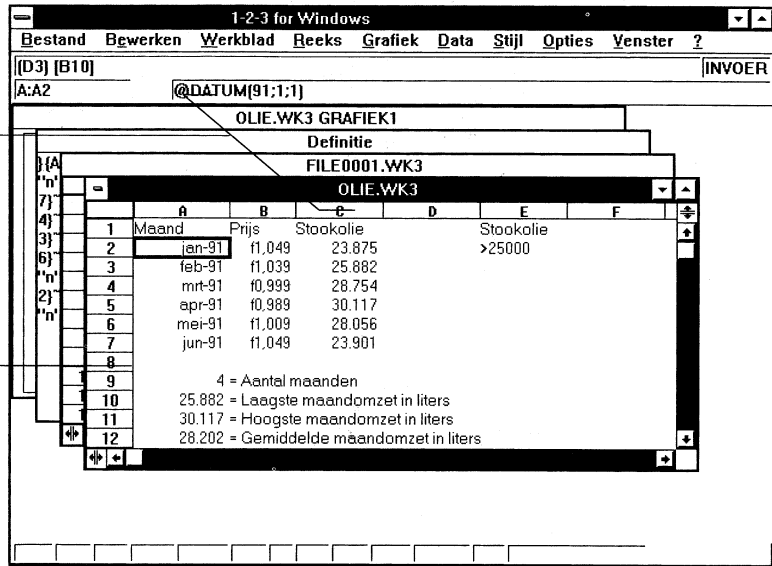 1-2-3 for Windows
Bestand Bewerken Werkblad Reeks Grafiek Data Stijl Opties Venster ?
[D3] [B10] INVOER
A:A2 @DATUM(91;1;1)
OLIE.WK3 GRAFIEK1
Definitie
}{A FILE0001.WK3
''n'
OLIE.WK3
7}~
A B C D E F
4}~
1 Maand Prijs Stookolie Stookolie
3}~
2 jan-91 f1,049 23.875 >25000
6}~
3 feb-91 f1,039 25.882
''n'
4 mrt-91 f0,999 28.754
2}~
5 apr-91 f0,989 30.117
''n'
6 mei-91 f1,009 28.056
7 jun-91 f1,049 23.901
8
9 4 = Aantal maanden
10 25.882 = Laagste maandomzet in liters
11 30.117 = Hoogste maandomzet in liters
12 28.202 = Gemiddelde maandomzet in liters